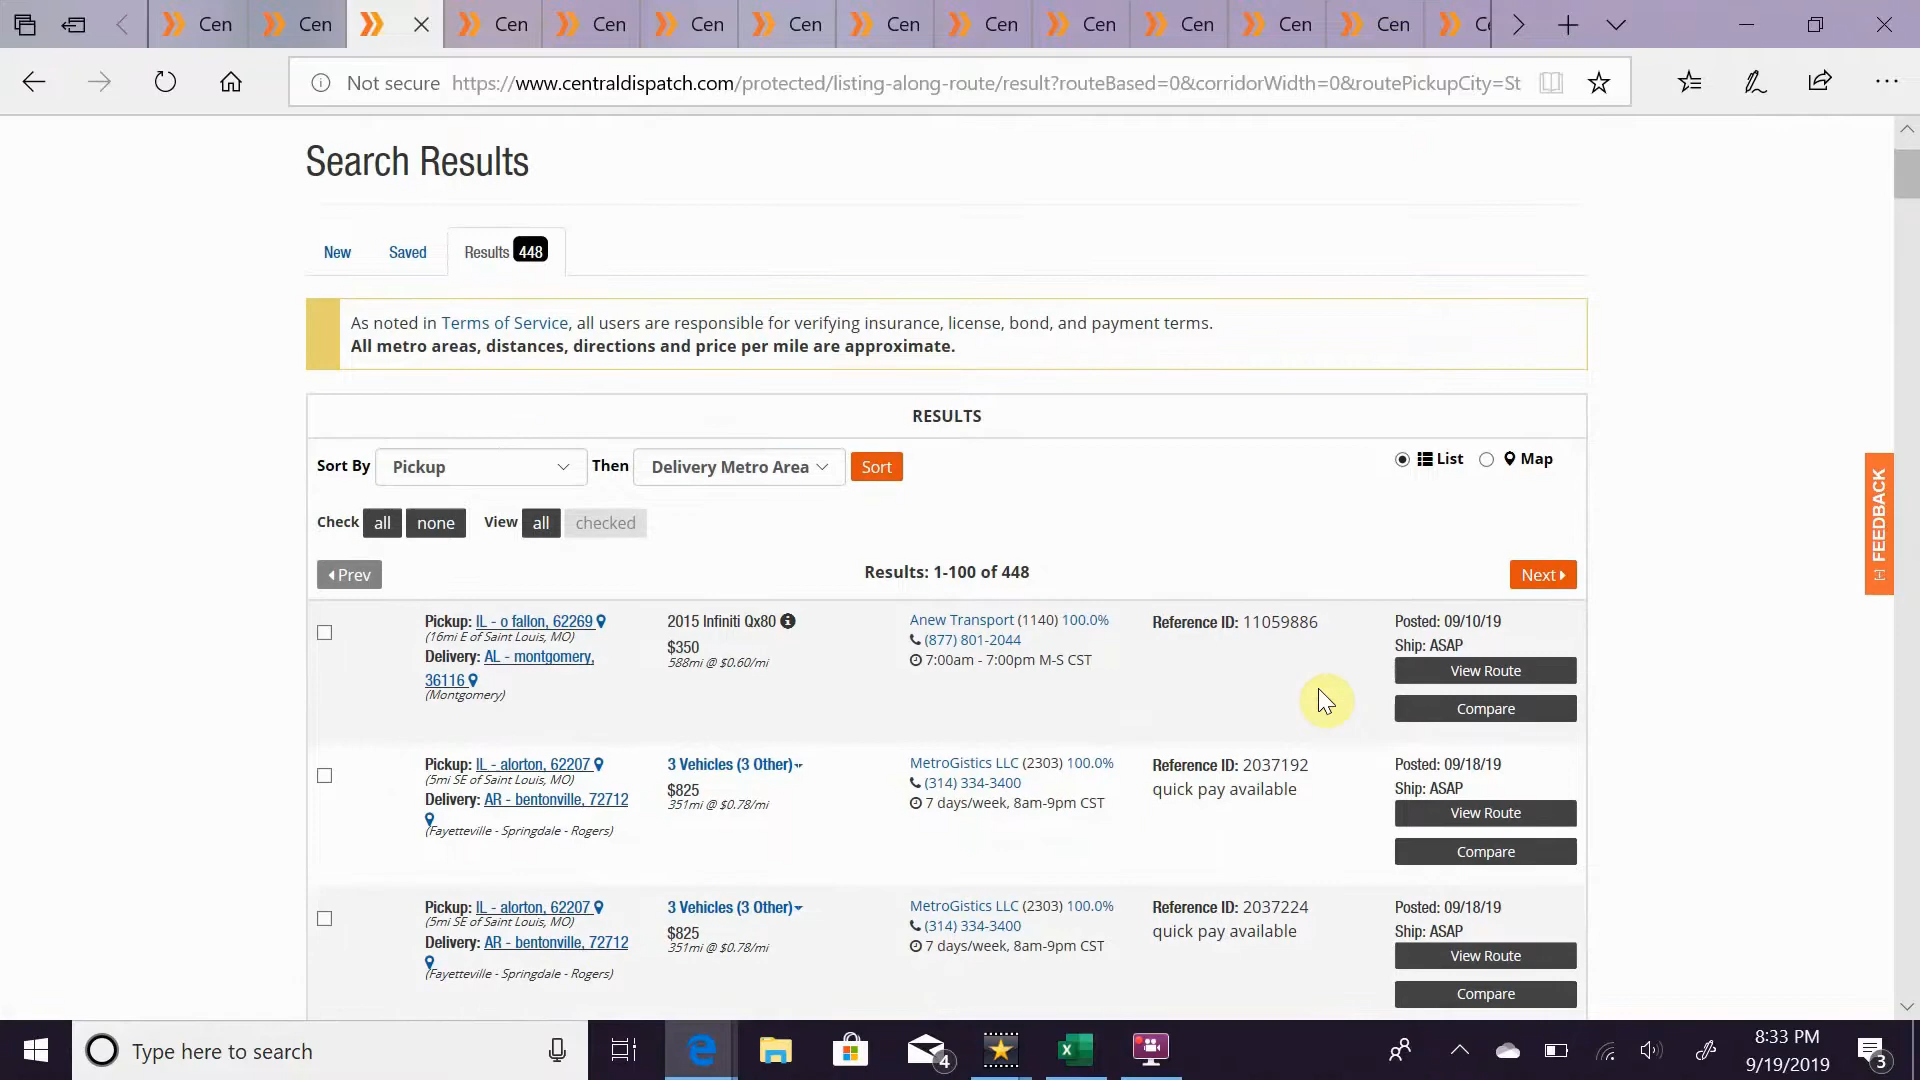 Cen
Cen
Cen
Cen
Cen
Cen
Cen
Cen
Cen
Cen
Cen
Cen
Not secure https://www.centraldispatch.com/protected/listing-along-route/result?routeBased=0&corridorWidth=0&routePickupCity=St
Search Results
New Saved Results 448
As noted in Terms of Service, all users are responsible for verifying insurance, license, bond, and payment terms.
All metro areas, distances, directions and price per mile are approximate.
RESULTS
Sort By Pickup Then Delivery Metro Area Sort List Map
Check all none View all checked
Prev Results: 1-100 of 448 Next
Pickup: IL - o fallon, 62269
(16mi E of Saint Louis, MO)
Delivery: AL - montgomery,
36116
(Montgomery)
2015 Infiniti Qx80
$350
588mi @ $0.60/mi
Anew Transport (1140) 100.0%
(877) 801-2044
7:00am - 7:00pm M-S CST
Reference ID: 11059886
Posted: 09/10/19
Ship: ASAP
View Route
Compare
Pickup: IL - alorton, 62207
(5mi SE of Saint Louis, MO)
Delivery: AR - bentonville, 72712
(Fayetteville - Springdale - Rogers)
3 Vehicles (3 Other)
$825
351mi @ $0.78/mi
MetroGistics LLC (2303) 100.0%
(314) 334-3400
7 days/week, 8am-9pm CST
Reference ID: 2037192
quick pay available
Posted: 09/18/19
Ship: ASAP
View Route
Compare
Pickup: IL - alorton, 62207
(5mi SE of Saint Louis, MO)
Delivery: AR - bentonville, 72712
(Fayetteville - Springdale - Rogers)
3 Vehicles (3 Other)
$825
351mi @ $0.78/mi
MetroGistics LLC (2303) 100.0%
(314) 334-3400
7 days/week, 8am-9pm CST
Reference ID: 2037224
quick pay available
Posted: 09/18/19
Ship: ASAP
View Route
Compare
FEEDBACK
Type here to search
4
8:33 PM
9/19/2019
3